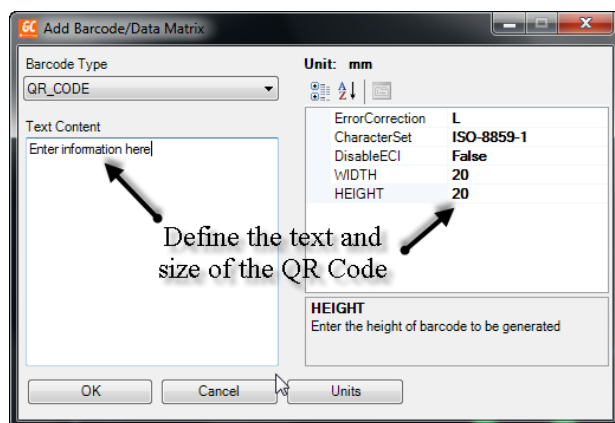 GC Add Barcode/Data Matrix
Barcode Type
QR_CODE
Text Content
Enter information here
Unit: mm
ErrorCorrection L
CharacterSet ISO-8859-1
DisableECI False
WIDTH 20
HEIGHT 20
Define the text and
size of the QR Code
HEIGHT
Enter the height of barcode to be generated
OK Cancel Units